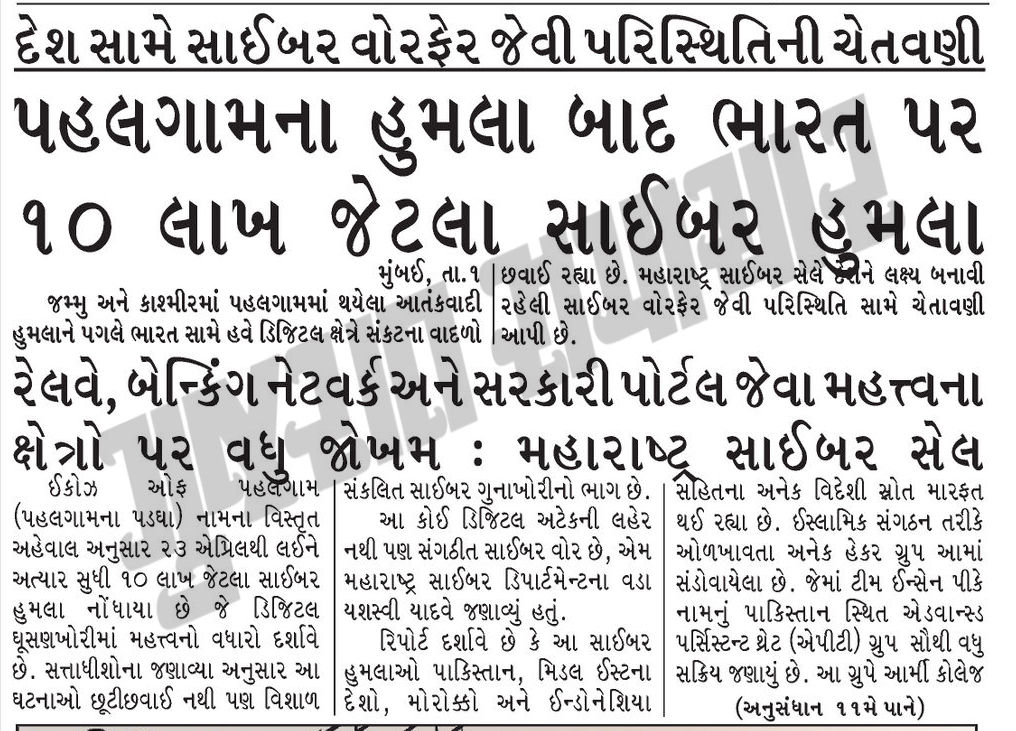 દેશ સામે સાઈબર વોરફેર જેવી પરિસ્થિતિની ચેતવણી
પહલગામના હુમલા બાદ ભારત પર
૧૦ લાખ જેટલા સાઈબર હુમલા
મુંબઈ, તા.૧
જમ્મુ અને કાશ્મીરમાં પહલગામમાં થયેલા આતંકવાદી
હુમલાને પગલે ભારત સામે હવે ડિજિટલ ક્ષેત્રે સંકટના વાદળો
છવાઈ રહ્યા છે. મહારાષ્ટ્ર સાઈબર સેલે દેશને લક્ષ્ય બનાવી
રહેલી સાઈબર વોરફેર જેવી પરિસ્થિતિ સામે ચેતવણી
આપી છે.
રેલવે, બેન્કિંગ નેટવર્ક અને સરકારી પોર્ટલ જેવા મહત્ત્વના
ક્ષેત્રો પર વધુ જોખમ : મહારાષ્ટ્ર સાઈબર સેલ
ઈકોઝ ઓફ પહલગામ
(પહલગામના પડઘા) નામના વિસ્તૃત
અહેવાલ અનુસાર ૨૩ એપ્રિલથી લઈને
અત્યાર સુધી ૧૦ લાખ જેટલા સાઈબર
હુમલા નોંધાયા છે જે ડિજિટલ
ઘૂસણખોરીમાં મહત્ત્વનો વધારો દર્શાવે
છે. સત્તાધીશોના જણાવ્યા અનુસાર આ
ઘટનાઓ છૂટીછવાઈ નથી પણ વિશાળ
સંકલિત સાઈબર ગુનાખોરીનો ભાગ છે.
આ કોઈ ડિજિટલ અટેકની લહેર
નથી પણ સંગઠીત સાઈબર વોર છે, એમ
મહારાષ્ટ્ર સાઈબર ડિપાર્ટમેન્ટના વડા
યશસ્વી યાદવે જણાવ્યું હતું.
રિપોર્ટ દર્શાવે છે કે આ સાઈબર
હુમલાઓ પાકિસ્તાન, મિડલ ઈસ્ટના
દેશો, મોરોક્કો અને ઈન્ડોનેશિયા
સહિતના અનેક વિદેશી સ્રોત મારફત
થઈ રહ્યા છે. ઈસ્લામિક સંગઠન તરીકે
ઓળખાવતા અનેક હેકર ગ્રુપ આમાં
સંડોવાયેલા છે. જેમાં ટીમ ઈન્સેન પીકે
નામનું પાકિસ્તાન સ્થિત એડવાન્સ્ડ
પર્સિસ્ટન્ટ થ્રેટ (એપીટી) ગ્રુપ સૌથી વધુ
સક્રિય જણાયું છે. આ ગ્રુપે આર્મી કોલેજ
(અનુસંધાન ૧૧મે પાને)
ગુજરાત સમાચાર